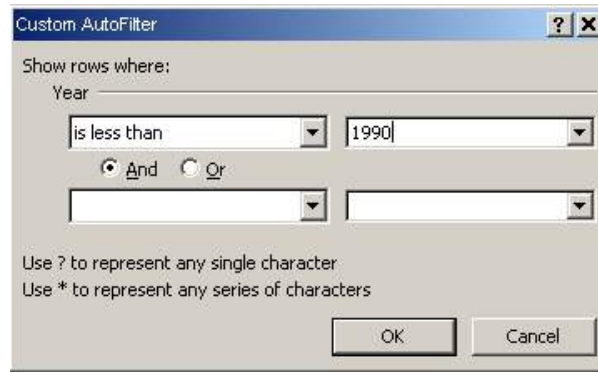 Custom AutoFilter
Show rows where:
Year
is less than 1990
And Or
Use ? to represent any single character
Use * to represent any series of characters
OK Cancel